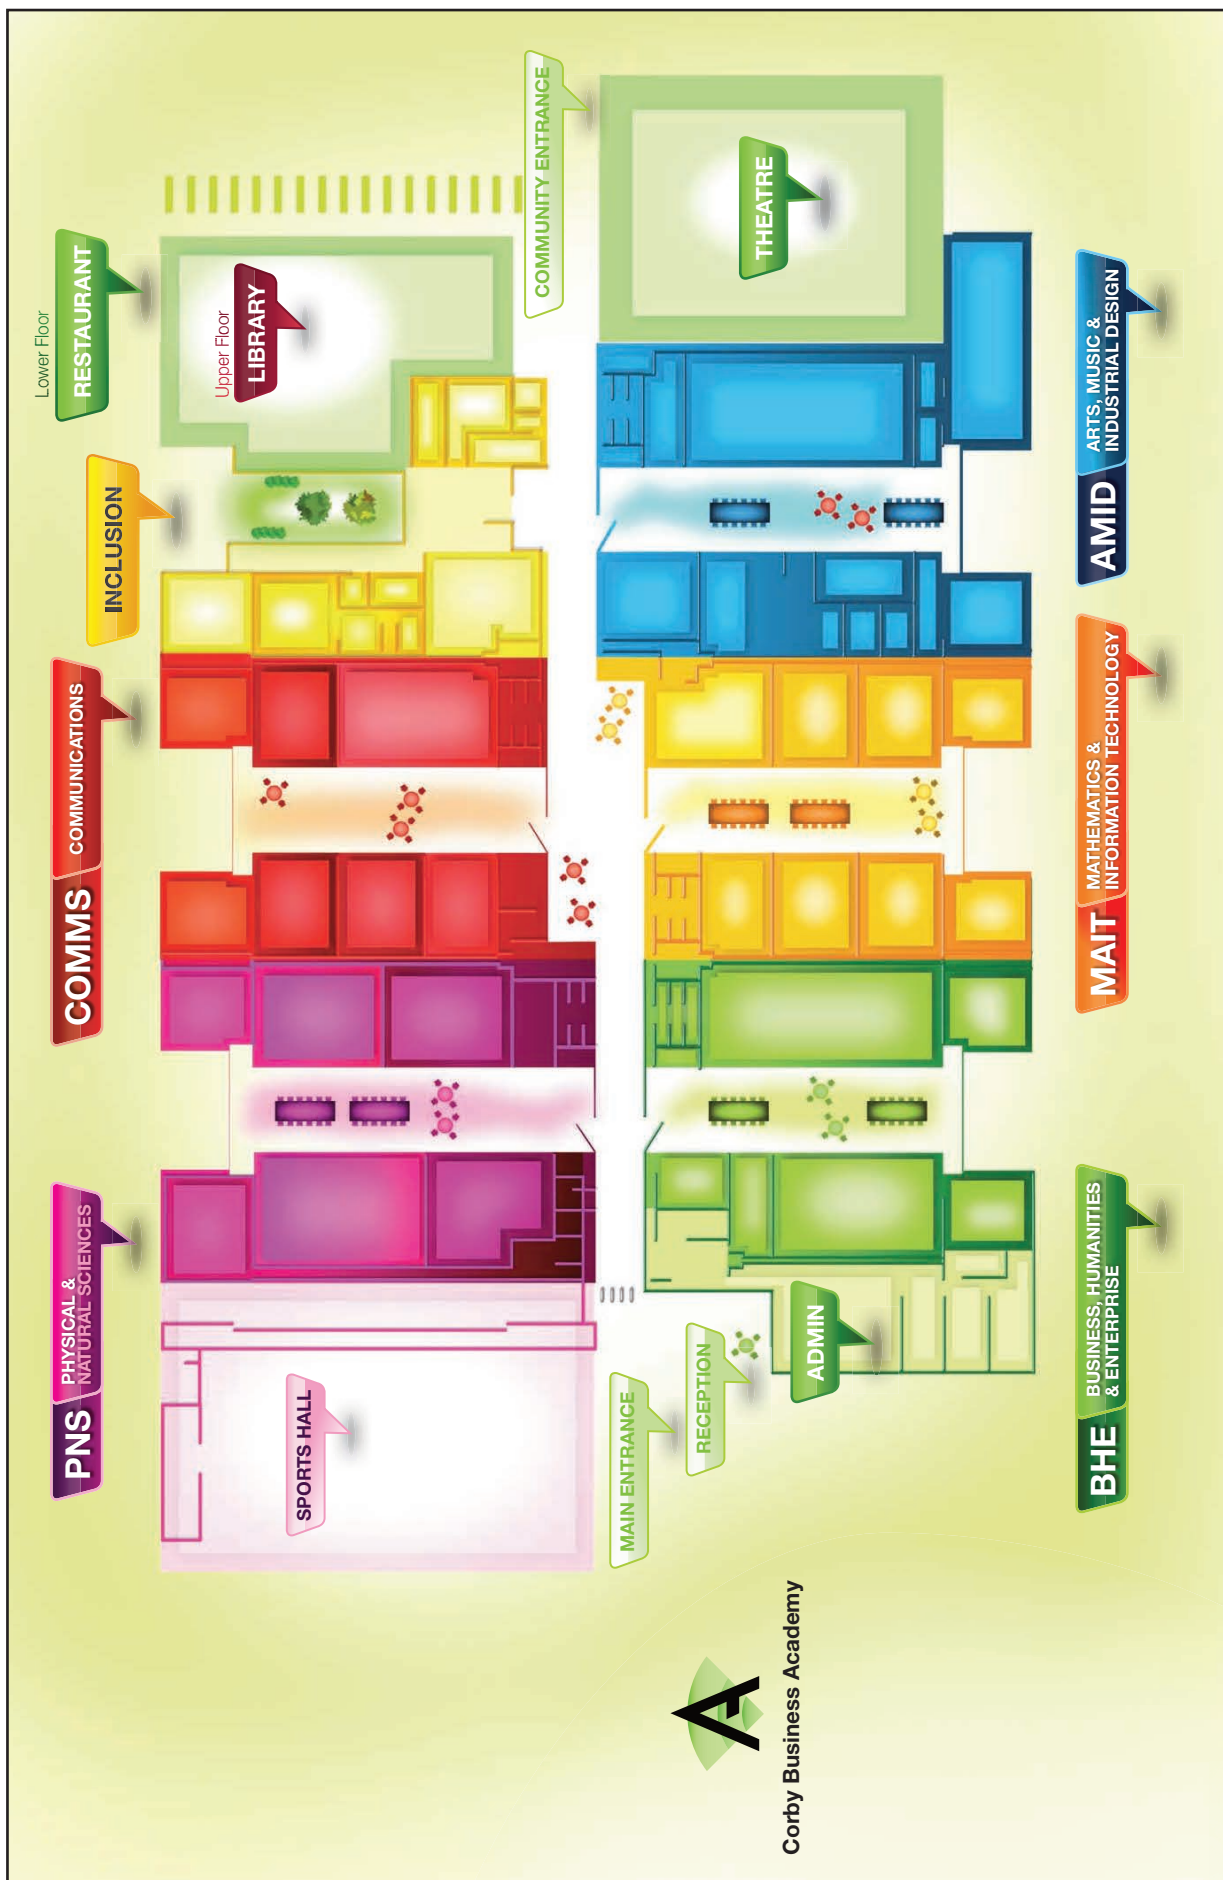 Lower Floor
RESTAURANT
Upper Floor
LIBRARY
COMMUNITY ENTRANCE
THEATRE
INCLUSION
COMMS COMMUNICATIONS
PNS PHYSICAL &
NATURAL SCIENCES
SPORTS HALL
MAIN ENTRANCE
RECEPTION
ADMIN
AMID ARTS, MUSIC &
INDUSTRIAL DESIGN
MAIT MATHEMATICS &
INFORMATION TECHNOLOGY
BHE BUSINESS, HUMANITIES
& ENTERPRISE
A
Corby Business Academy